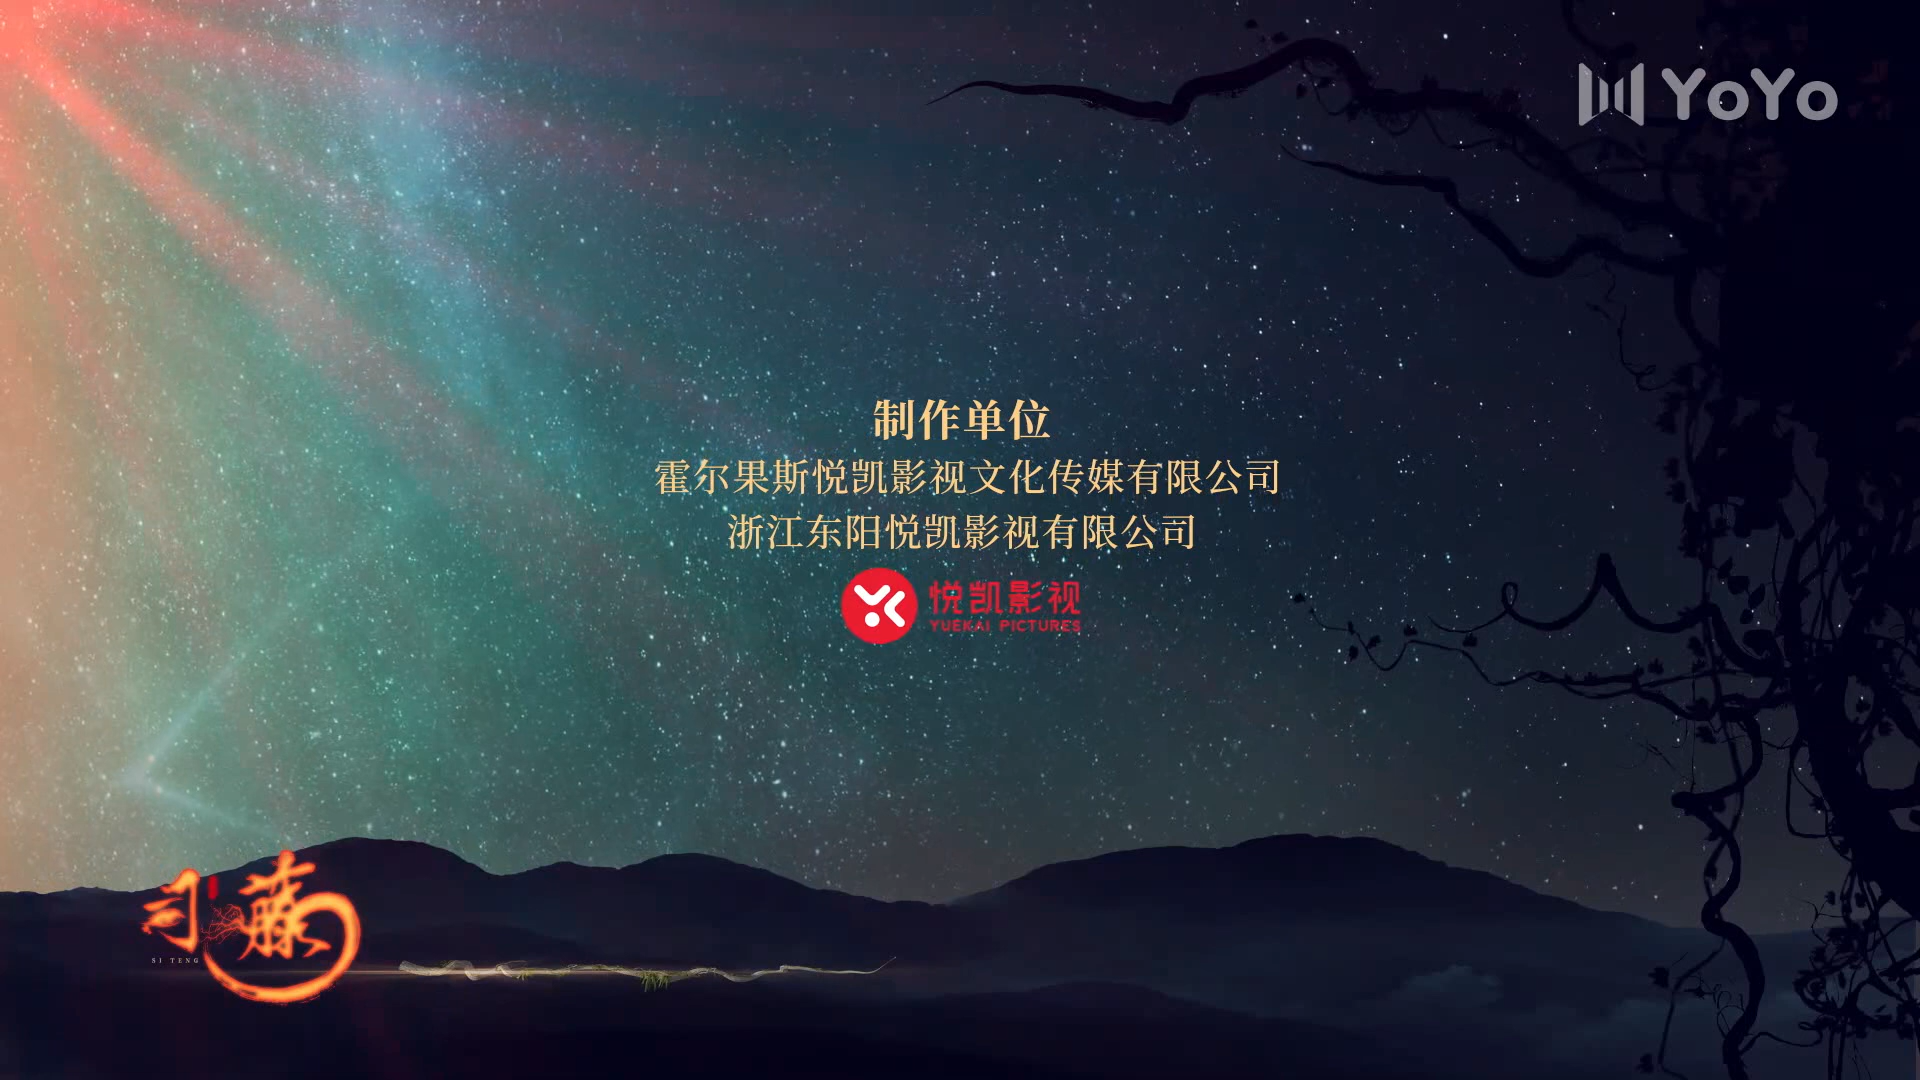 YoYo
制作单位
霍尔果斯悦凯影视文化传媒有限公司
浙江东阳悦凯影视有限公司
悦凯影视
YUEKAI PICTURES
司藤
SI TENG